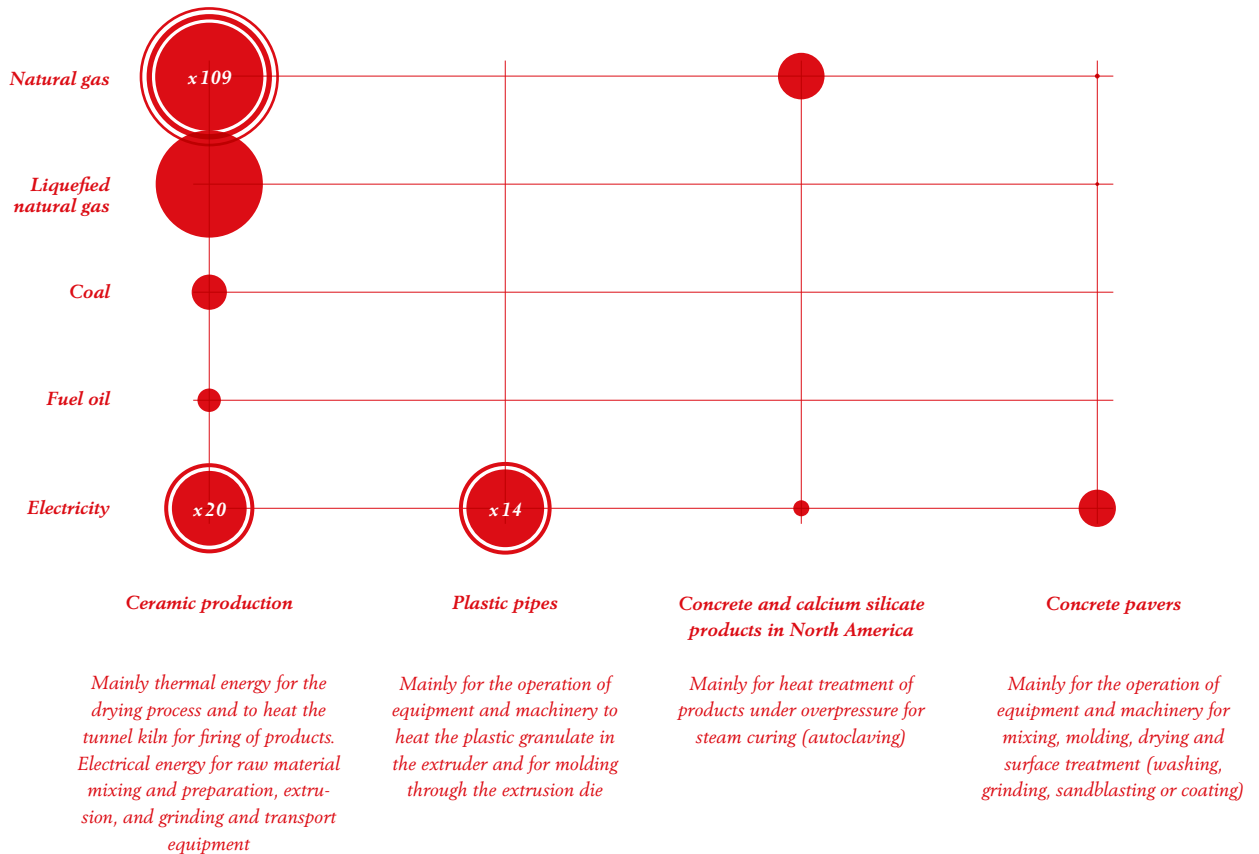 Natural gas
x 109
Liquefied
natural gas
Coal
Fuel oil
Electricity
x 20
x 14
Ceramic production
Mainly thermal energy for the
drying process and to heat the
tunnel kiln for firing of products.
Electrical energy for raw material
mixing and preparation, extru-
sion, and grinding and transport
equipment
Plastic pipes
Mainly for the operation of
equipment and machinery to
heat the plastic granulate in
the extruder and for molding
through the extrusion die
Concrete and calcium silicate
products in North America
Mainly for heat treatment of
products under overpressure for
steam curing (autoclaving)
Concrete pavers
Mainly for the operation of
equipment and machinery for
mixing, molding, drying and
surface treatment (washing,
grinding, sandblasting or coating)